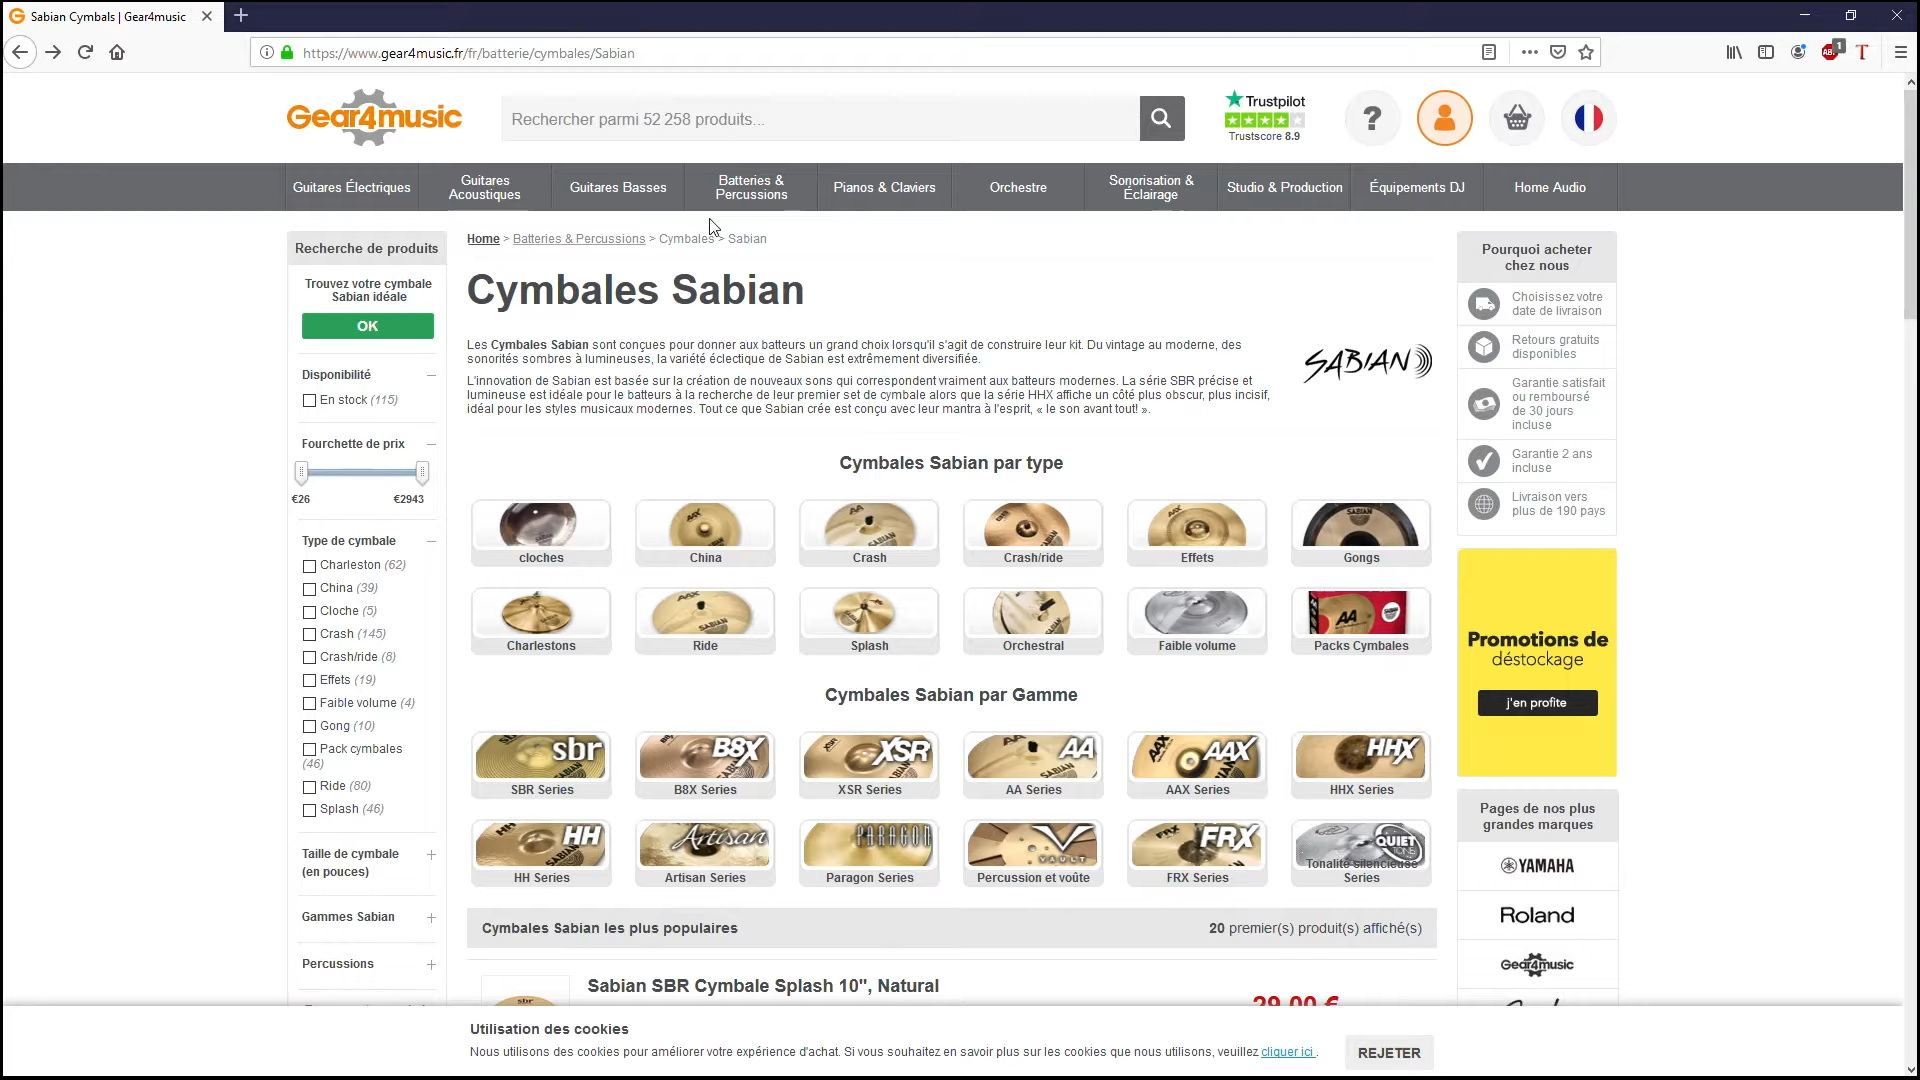 Sabian Cymbals | Gear4music
https://www.gear4music.fr/fr/batterie/cymbales/Sabian
1
Gear4music
Rechercher parmi 52 258 produits...
Trustpilot
Trustscore 8.9
Guitares Électriques
Guitares
Acoustiques
Guitares Basses
Batteries &
Percussions
Pianos & Claviers
Orchestre
Sonorisation &
Éclairage
Studio & Production
Équipements DJ
Home Audio
Home > Batteries & Percussions > Cymbales > Sabian
Recherche de produits
Trouvez votre cymbale
Sabian idéale
OK
Disponibilité
En stock (115)
Fourchette de prix
€26 €2943
Type de cymbale
Charleston (62)
China (39)
Cloche (5)
Crash (145)
Crash/ride (8)
Effets (19)
Faible volume (4)
Gong (10)
Pack cymbales
(46)
Ride (80)
Splash (46)
Taille de cymbale
(en pouces)
Gammes Sabian
Percussions
Cymbales Sabian
Les Cymbales Sabian sont conçues pour donner aux batteurs un grand choix lorsqu'il s'agit de construire leur kit. Du vintage au moderne, des
sonorités sombres à lumineuses, la variété éclectique de Sabian est extrêmement diversifiée.
L'innovation de Sabian est basée sur la création de nouveaux sons qui correspondent vraiment aux batteurs modernes. La série SBR précise et
lumineuse est idéale pour le batteurs à la recherche de leur premier set de cymbale alors que la série HHX affiche un côté plus obscur, plus incisif,
idéal pour les styles musicaux modernes. Tout ce que Sabian crée est conçu avec leur mantra à l'esprit, « le son avant tout! ».
SABIAN
Cymbales Sabian par type
cloches
China
Crash
Crash/ride
Effets
Gongs
Charlestons
Ride
Splash
Orchestral
Faible volume
Packs Cymbales
Cymbales Sabian par Gamme
sbr
B8X
XSR
AA
AAX
HHX
SBR Series
B8X Series
XSR Series
AA Series
AAX Series
HHX Series
HH
Artisan
PARAGON
VAULT
FRX
QUIET
TONE
HH Series
Artisan Series
Paragon Series
Percussion et voûte
FRX Series
Tonalité silencieuse
Series
Cymbales Sabian les plus populaires
20 premier(s) produit(s) affiché(s)
Sabian SBR Cymbale Splash 10", Natural
29,00 €
Pourquoi acheter
chez nous
Choisissez votre
date de livraison
Retours gratuits
disponibles
Garantie satisfait
ou remboursé
de 30 jours
incluse
Garantie 2 ans
incluse
Livraison vers
plus de 190 pays
Promotions de
déstockage
j'en profite
Pages de nos plus
grandes marques
YAMAHA
Roland
Gear4music
Utilisation des cookies
Nous utilisons des cookies pour améliorer votre expérience d'achat. Si vous souhaitez en savoir plus sur les cookies que nous utilisons, veuillez cliquer ici .
REJETER